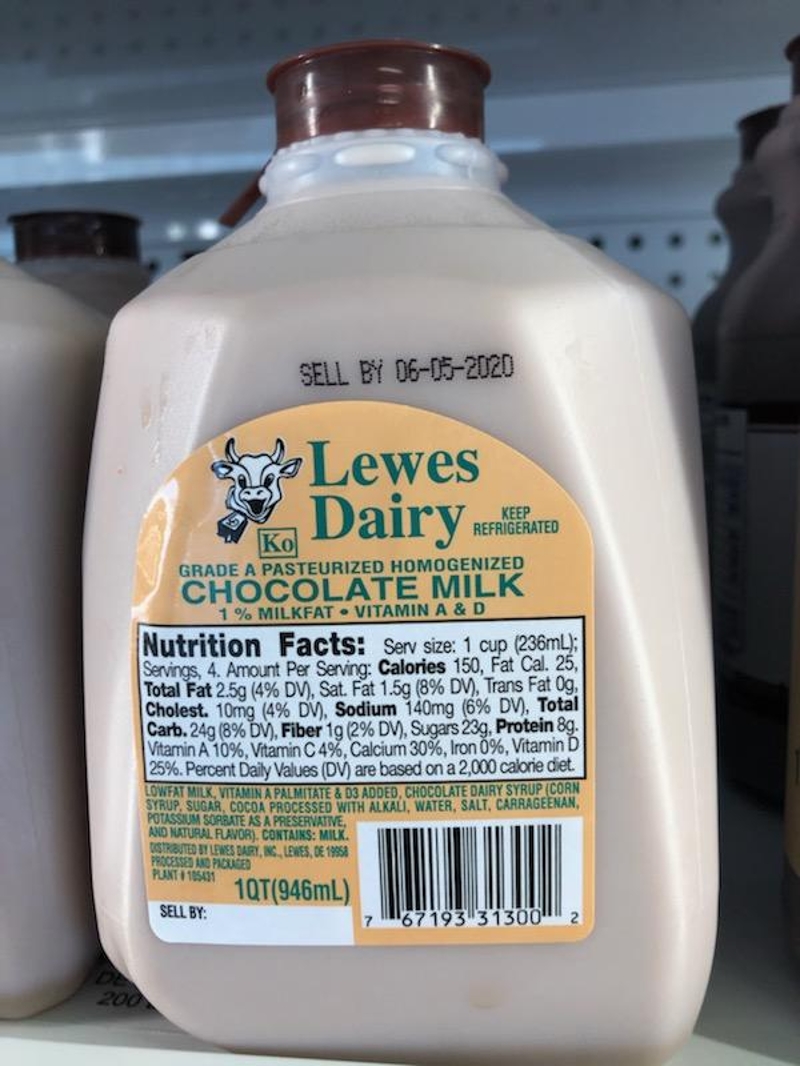 SELL BY 06-05-2020
Lewes
Dairy
KEEP
REFRIGERATED
Ko
GRADE A PASTEURIZED HOMOGENIZED
CHOCOLATE MILK
1% MILKFAT • VITAMIN A & D
Nutrition Facts: Serv size: 1 cup (236mL);
Servings, 4. Amount Per Serving: Calories 150, Fat Cal. 25,
Total Fat 2.5g (4% DV), Sat. Fat 1.5g (8% DV), Trans Fat 0g,
Cholest. 10mg (4% DV), Sodium 140mg (6% DV), Total
Carb. 24g (8% DV), Fiber 1g (2% DV), Sugars 23g, Protein 8g.
Vitamin A 10%, Vitamin C 4%, Calcium 30%, Iron 0%, Vitamin D
25%. Percent Daily Values (DV) are based on a 2,000 calorie diet.
LOWFAT MILK, VITAMIN A PALMITATE & D3 ADDED, CHOCOLATE DAIRY SYRUP (CORN
SYRUP, SUGAR, COCOA PROCESSED WITH ALKALI, WATER, SALT, CARRAGEENAN,
POTASSIUM SORBATE AS A PRESERVATIVE,
AND NATURAL FLAVOR). CONTAINS: MILK.
DISTRIBUTED BY LEWES DAIRY, INC., LEWES, DE 19958
PROCESSED AND PACKAGED
PLANT # 105431
1QT(946mL)
SELL BY:
7 67193 31300 2
DE
200